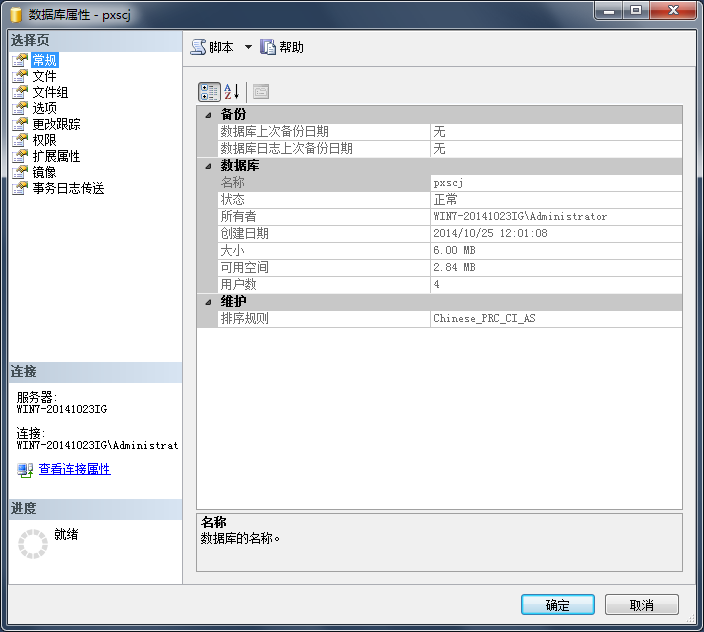 数据库属性 - pxscj
选择页
常规
文件
文件组
选项
更改跟踪
权限
扩展属性
镜像
事务日志传送
连接
服务器:
WIN7-20141023IG
连接:
WIN7-20141023IG\Administrat
查看连接属性
进度
就绪
脚本 帮助
备份
数据库上次备份日期 无
数据库日志上次备份日期 无
数据库
名称 pxscj
状态 正常
所有者 WIN7-20141023IG\Administrator
创建日期 2014/10/25 12:01:08
大小 6.00 MB
可用空间 2.84 MB
用户数 4
维护
排序规则 Chinese_PRC_CI_AS
名称
数据库的名称。
确定 取消